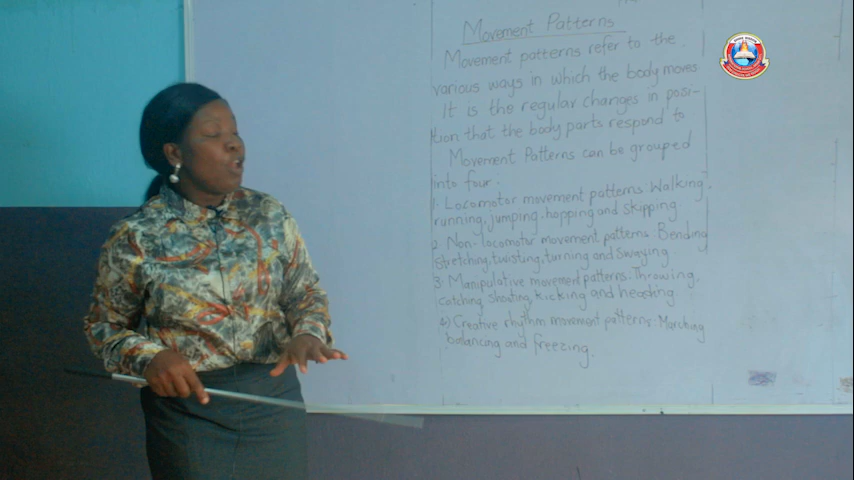 Movement Patterns
Movement patterns refer to the
various ways in which the body moves
It is the regular changes in posi-
tion that the body parts respond to
Movement Patterns can be grouped
into four.
1. Locomotor movement patterns: Walking,
running, jumping, hopping and skipping.
2. Non-locomotor movement patterns: Bending
stretching, twisting, turning and swaying
3. Manipulative movement patterns: Throwing,
catching, shooting, kicking and heading.
4) Creative rhythm movement patterns: Marching
balancing and freezing.